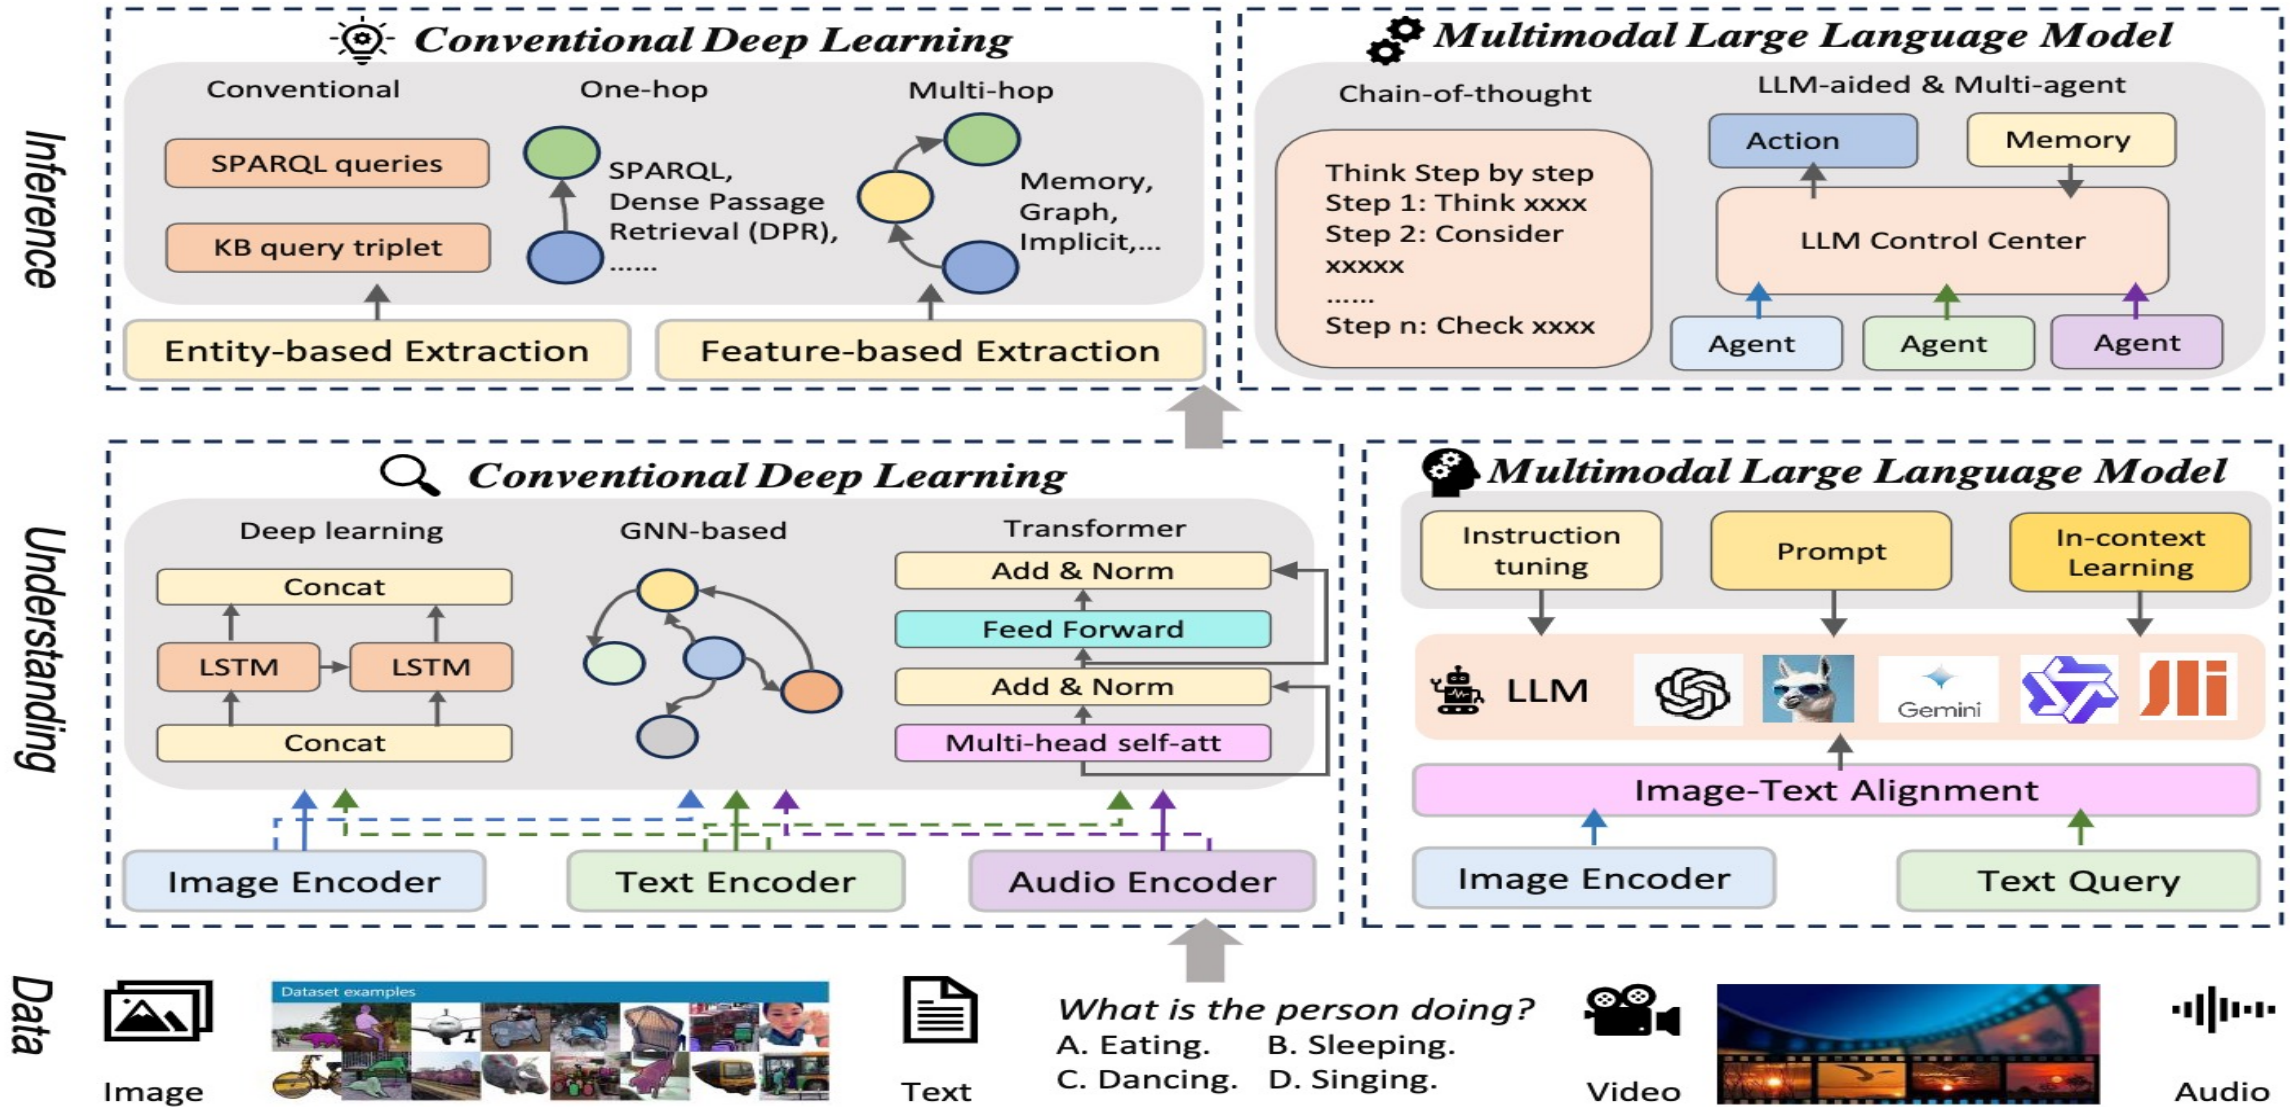 Inference
Conventional Deep Learning
Conventional
SPARQL queries
KB query triplet
One-hop
SPARQL,
Dense Passage
Retrieval (DPR),
......
Multi-hop
Memory,
Graph,
Implicit,...
Entity-based Extraction
Feature-based Extraction
Multimodal Large Language Model
Chain-of-thought
Think Step by step
Step 1: Think xxxx
Step 2: Consider
xxxxx
......
Step n: Check xxxx
LLM-aided & Multi-agent
Action
Memory
LLM Control Center
Agent
Agent
Agent
Understanding
Conventional Deep Learning
Deep learning
Concat
LSTM
LSTM
Concat
GNN-based
Transformer
Add & Norm
Feed Forward
Add & Norm
Multi-head self-att
Image Encoder
Text Encoder
Audio Encoder
Multimodal Large Language Model
Instruction
tuning
Prompt
In-context
Learning
LLM
Gemini
Image-Text Alignment
Image Encoder
Text Query
Data
Image
Dataset examples
Text
What is the person doing?
A. Eating. B. Sleeping.
C. Dancing. D. Singing.
Video
Audio